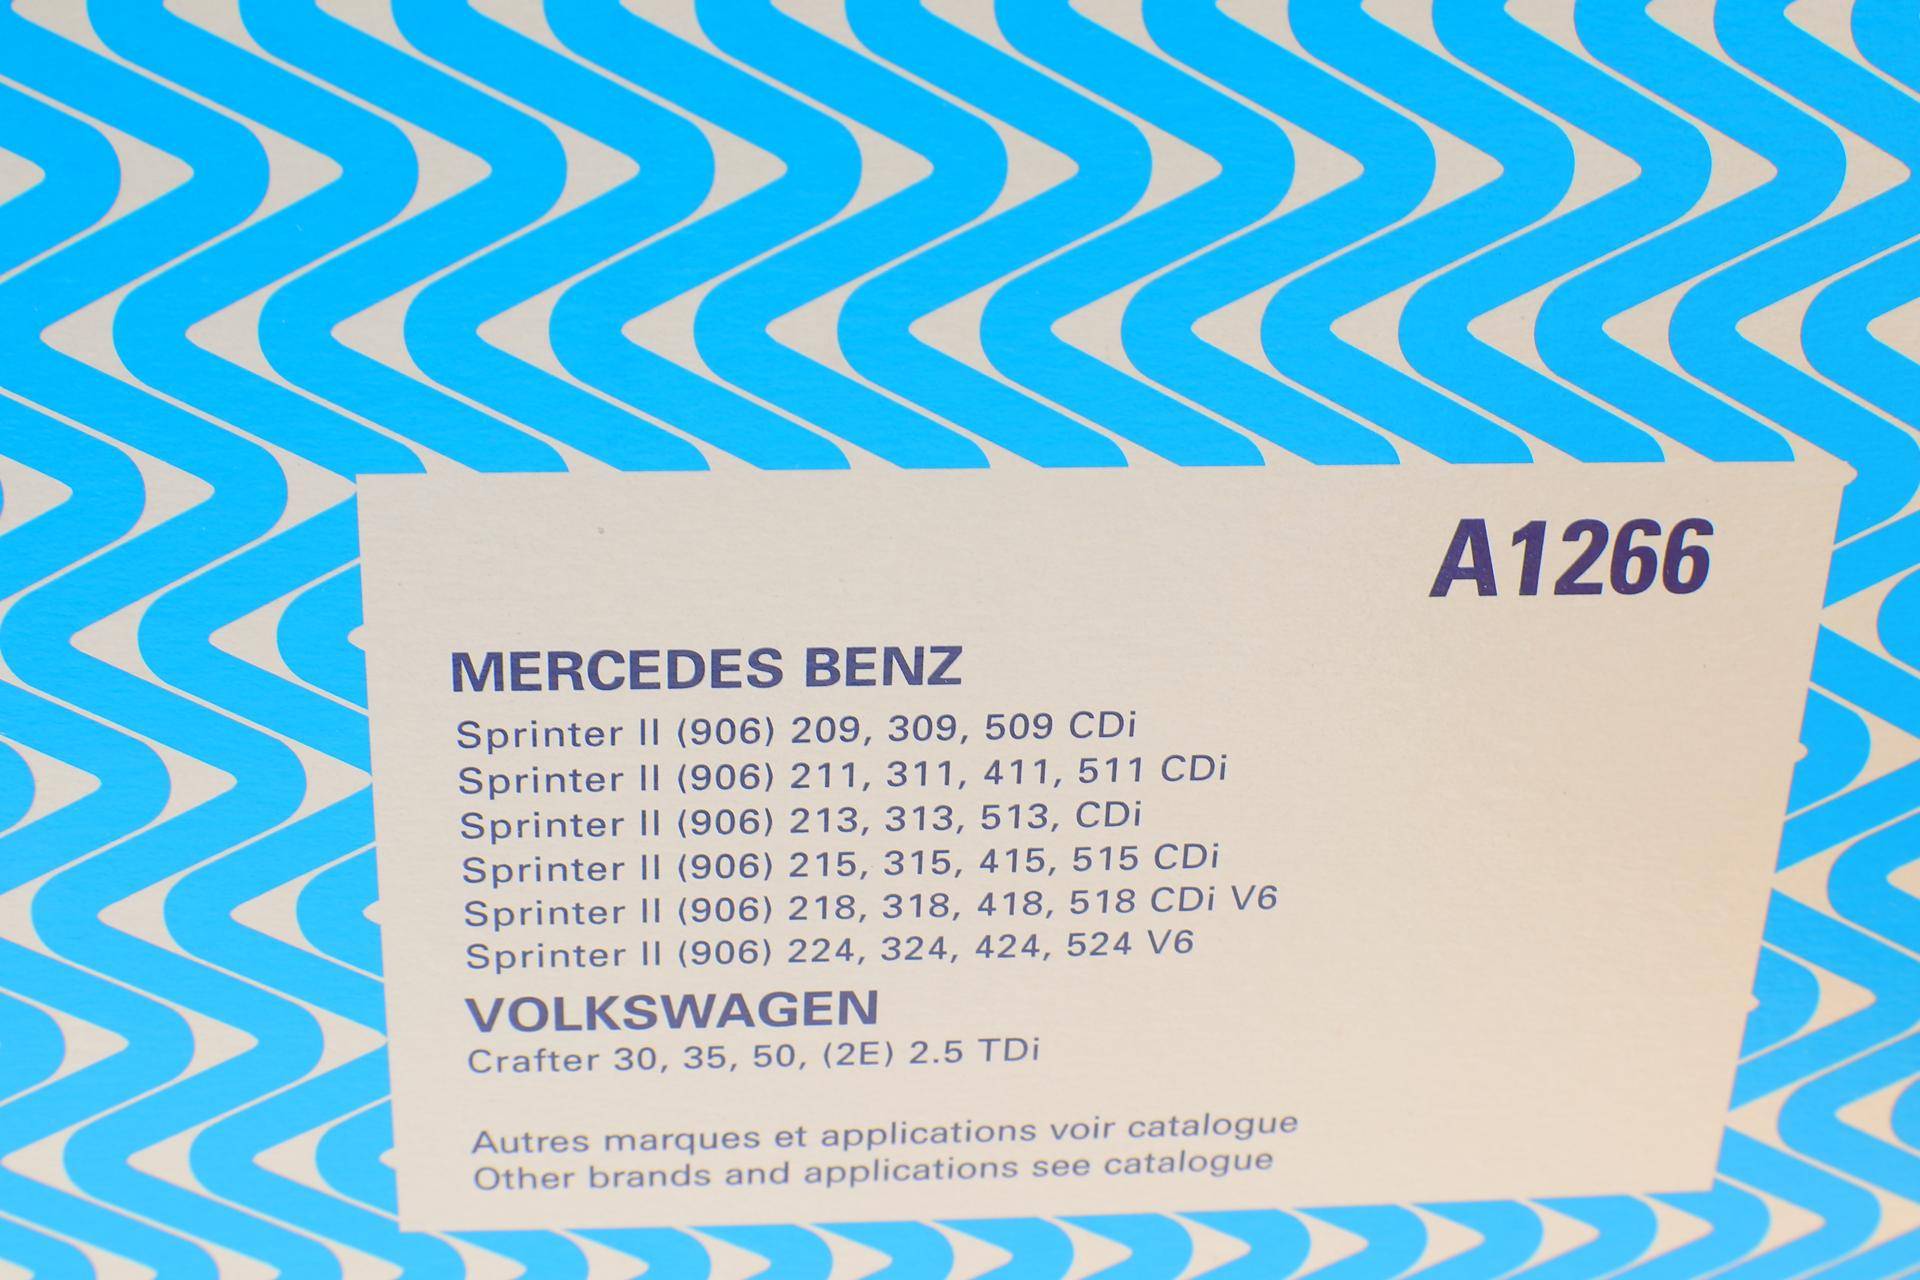 A1266
MERCEDES BENZ
Sprinter II (906) 209, 309, 509 CDi
Sprinter II (906) 211, 311, 411, 511 CDi
Sprinter II (906) 213, 313, 513, CDi
Sprinter II (906) 215, 315, 415, 515 CDi
Sprinter II (906) 218, 318, 418, 518 CDi V6
Sprinter II (906) 224, 324, 424, 524 V6
VOLKSWAGEN
Crafter 30, 35, 50, (2E) 2.5 TDi
Autres marques et applications voir catalogue
Other brands and applications see catalogue